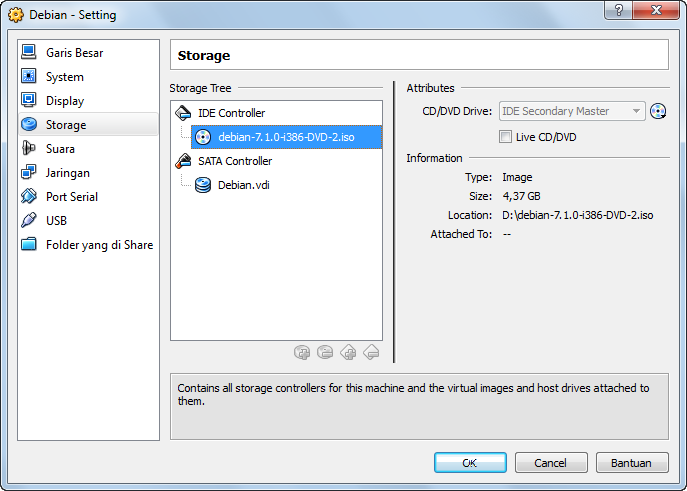 Debian - Setting
?
Garis Besar
System
Display
Storage
Suara
Jaringan
Port Serial
USB
Folder yang di Share
Storage
Storage Tree
IDE Controller
debian-7.1.0-i386-DVD-2.iso
SATA Controller
Debian.vdi
Attributes
CD/DVD Drive: IDE Secondary Master
Live CD/DVD
Information
Type: Image
Size: 4,37 GB
Location: D:\debian-7.1.0-i386-DVD-2.iso
Attached To: --
Contains all storage controllers for this machine and the virtual images and host drives attached to
them.
OK Cancel Bantuan